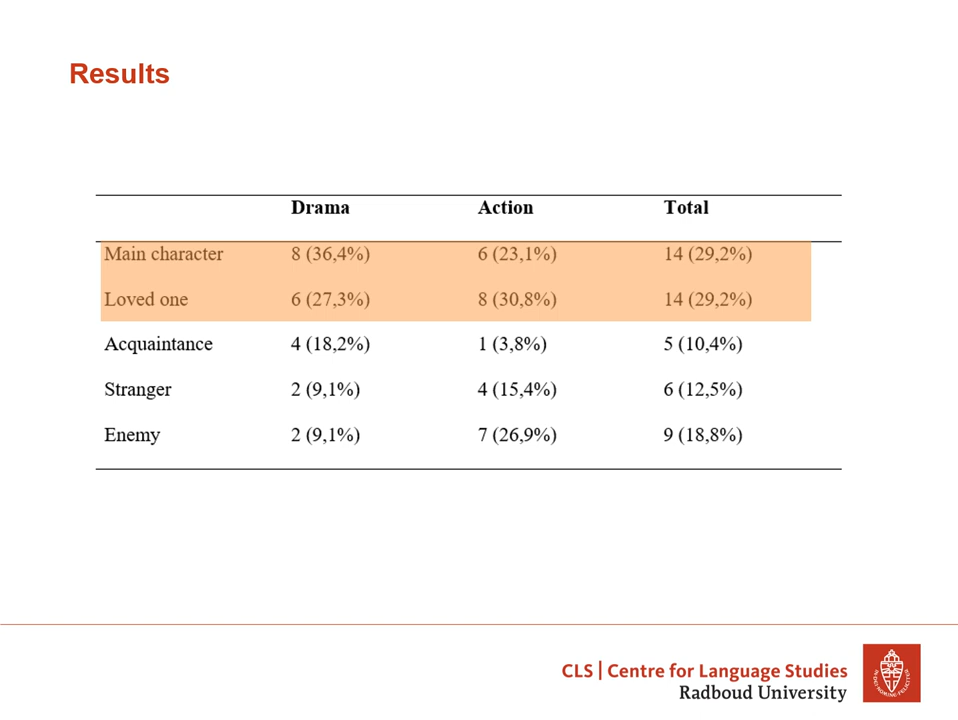 Results
Drama Action Total
Main character 8 (36,4%) 6 (23,1%) 14 (29,2%)
Loved one 6 (27,3%) 8 (30,8%) 14 (29,2%)
Acquaintance 4 (18,2%) 1 (3,8%) 5 (10,4%)
Stranger 2 (9,1%) 4 (15,4%) 6 (12,5%)
Enemy 2 (9,1%) 7 (26,9%) 9 (18,8%)
CLS | Centre for Language Studies
Radboud University